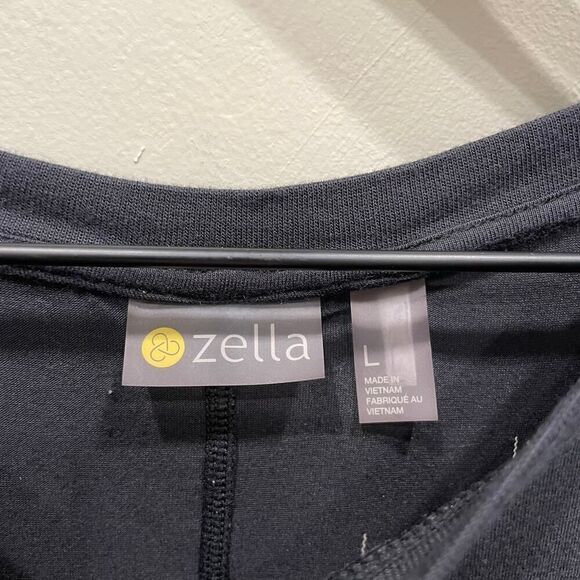 zella
L
MADE IN
VIETNAM
FABRIQUÉ AU
VIETNAM